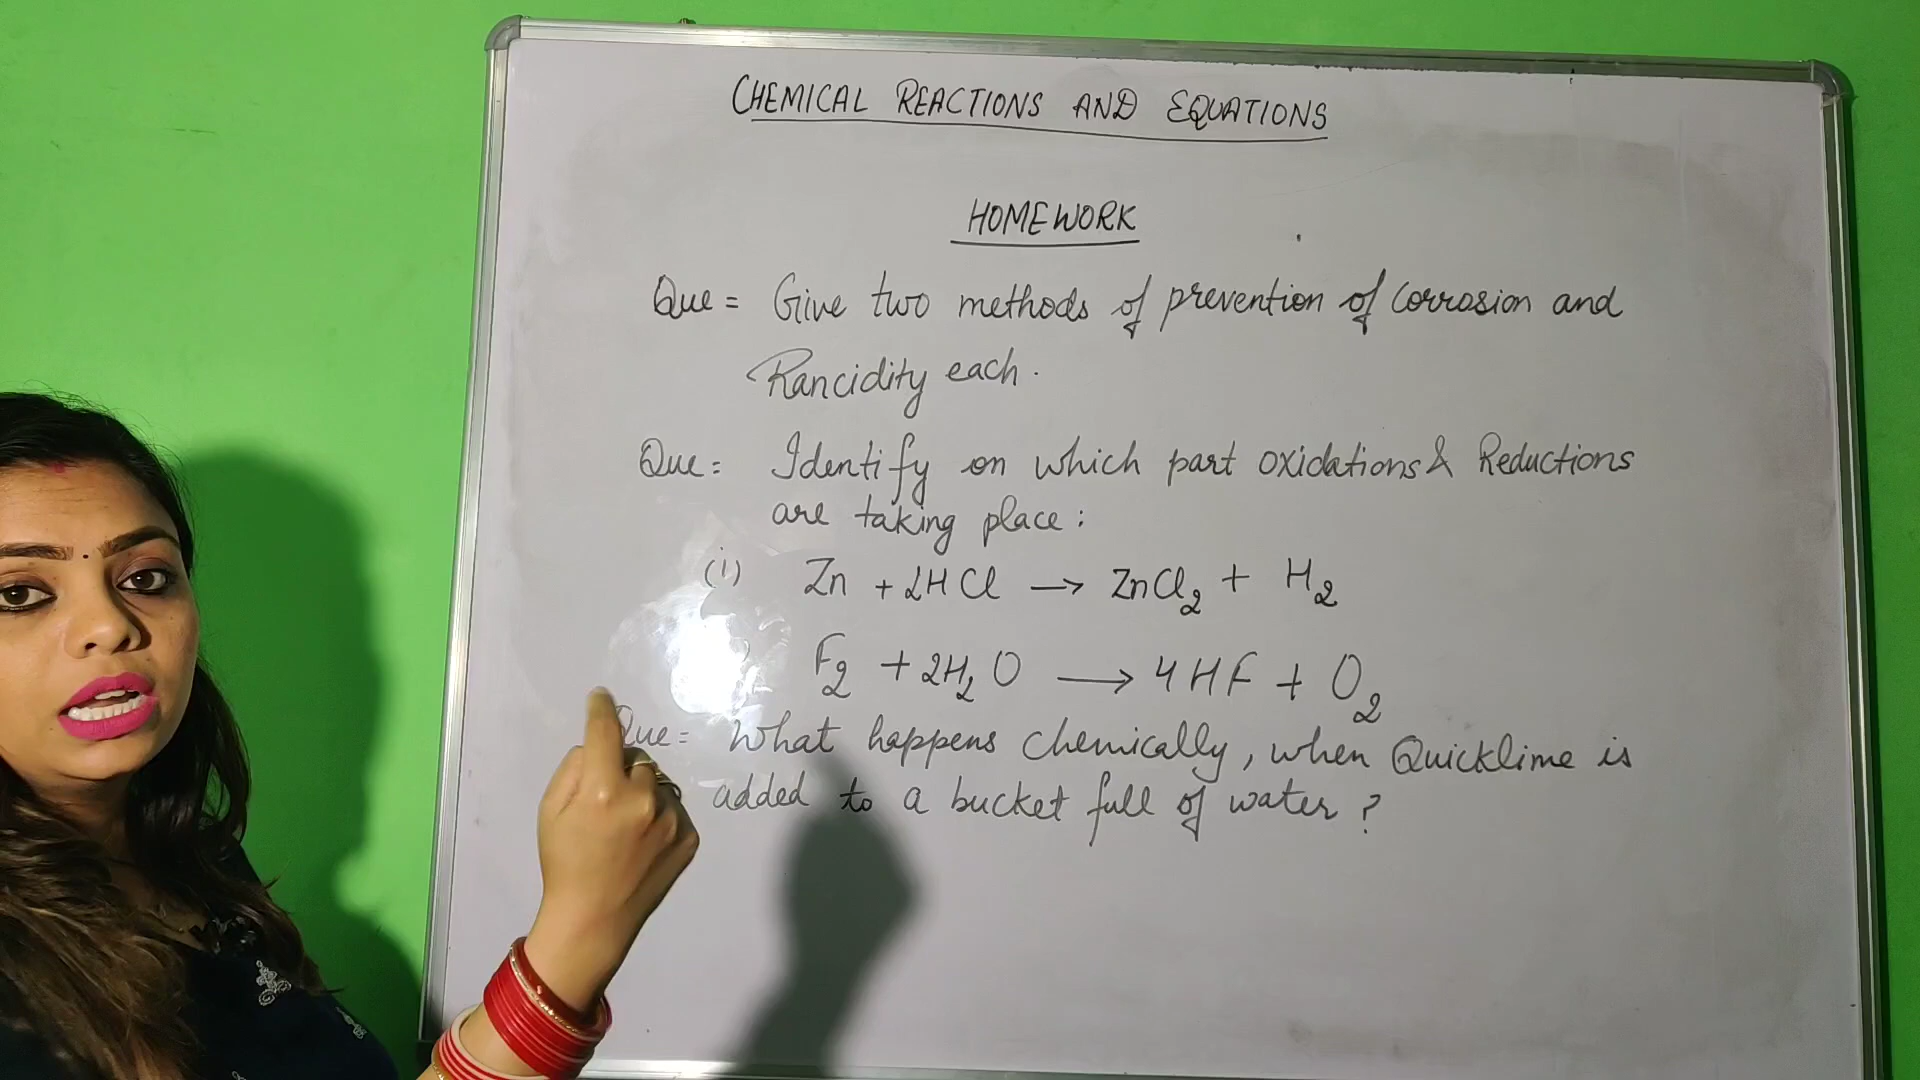 CHEMICAL REACTIONS AND EQUATIONS
HOMEWORK
Que = Give two methods of prevention of Corrosion and
Rancidity each.
Que = Identify on which part oxidations & Reductions
are taking place :
(i) Zn + 2HCl → ZnCl₂ + H₂
F₂ + 2H₂O → 4HF + O₂
Que = What happens chemically, when Quicklime is
added to a bucket full of water ?